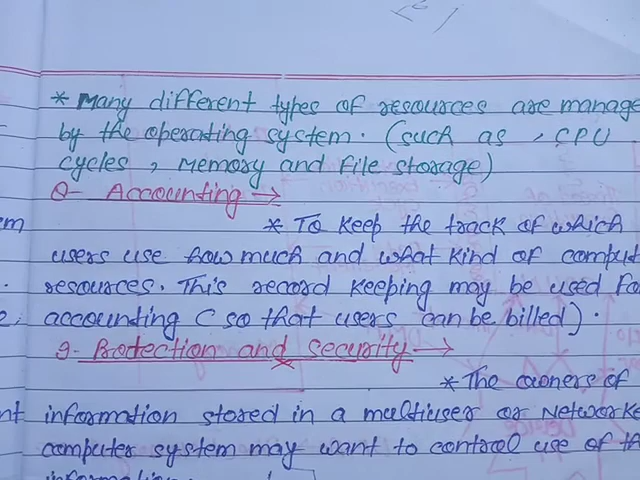 * Many different types of resources are manage
by the operating system. (such as , CPU
cycles , Memory and File storage)
8- Accounting →
em * To keep the track of which
users use how much and what kind of comput
resources. This record keeping may be used For
e, accounting ( so that users can be billed) .
9- Protection and security →
* The owners of
nt information stored in a multiuser or Networke
computer system may want to control use of th